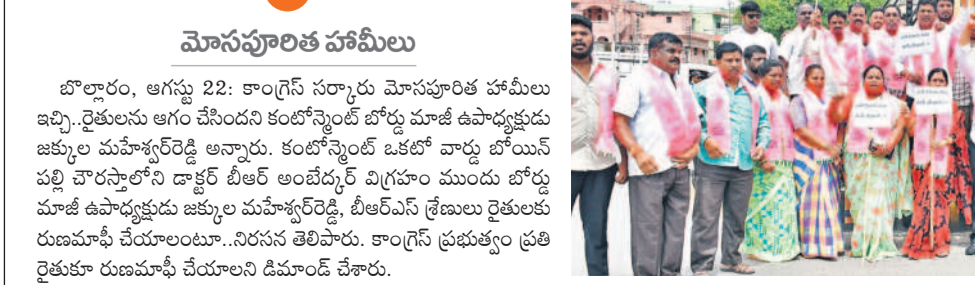 మోసపూరిత హామీలు
బొల్లారం, ఆగస్టు 22: కాంగ్రెస్ సర్కారు మోసపూరిత హామీలు
ఇచ్చి..రైతులను ఆగం చేసిందని కంటోన్మెంట్ బోర్డు మాజీ ఉపాధ్యక్షుడు
జక్కుల మహేశ్వర్‌రెడ్డి అన్నారు. కంటోన్మెంట్ ఒకటో వార్డు బోయిన్
పల్లి చౌరస్తాలోని డాక్టర్ బీఆర్ అంబేద్కర్ విగ్రహం ముందు బోర్డు
మాజీ ఉపాధ్యక్షుడు జక్కుల మహేశ్వర్‌రెడ్డి, బీఆర్ఎస్ శ్రేణులు రైతులకు
రుణమాఫీ చేయాలంటూ..నిరసన తెలిపారు. కాంగ్రెస్ ప్రభుత్వం ప్రతి
రైతుకూ రుణమాఫీ చేయాలని డిమాండ్ చేశారు.